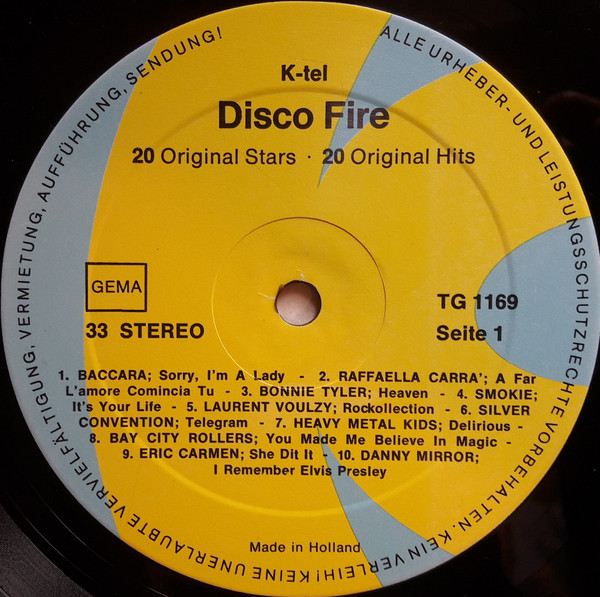 K-tel
Disco Fire
20 Original Stars · 20 Original Hits
GEMA
33 STEREO
TG 1169
Seite 1
1. BACCARA; Sorry, I'm A Lady - 2. RAFFAELLA CARRA'; A Far
L'amore Comincia Tu - 3. BONNIE TYLER; Heaven - 4. SMOKIE;
It's Your Life - 5. LAURENT VOULZY; Rockollection - 6. SILVER
CONVENTION; Telegram - 7. HEAVY METAL KIDS; Delirious -
8. BAY CITY ROLLERS; You Made Me Believe In Magic -
9. ERIC CARMEN; She Dit It - 10. DANNY MIRROR;
I Remember Elvis Presley
Made in Holland
ALLE URHEBER- UND LEISTUNGSSCHUTZRECHTE VORBEHALTEN. KEIN VERLEIH! KEINE UNERLAUBTE VERVIELFÄLTIGUNG, VERMIETUNG, AUFFÜHRUNG, SENDUNG!